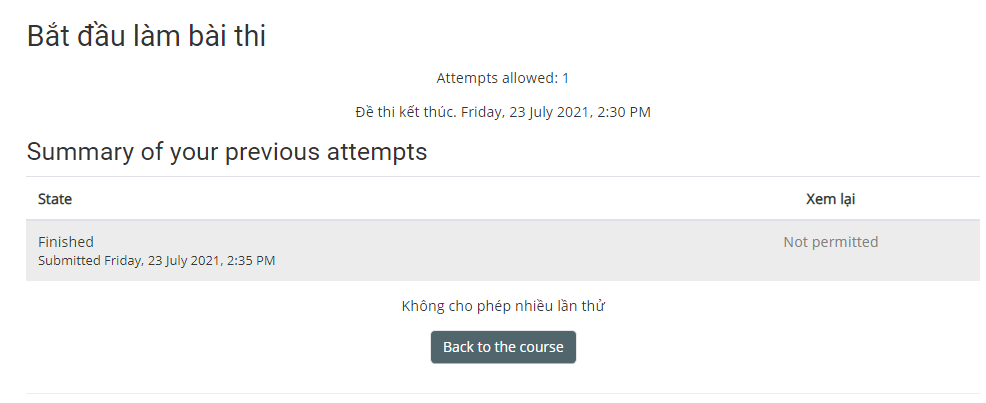 Bắt đầu làm bài thi
Attempts allowed: 1
Đề thi kết thúc. Friday, 23 July 2021, 2:30 PM
Summary of your previous attempts
State Xem lại
Finished Not permitted
Submitted Friday, 23 July 2021, 2:35 PM
Không cho phép nhiều lần thử
Back to the course